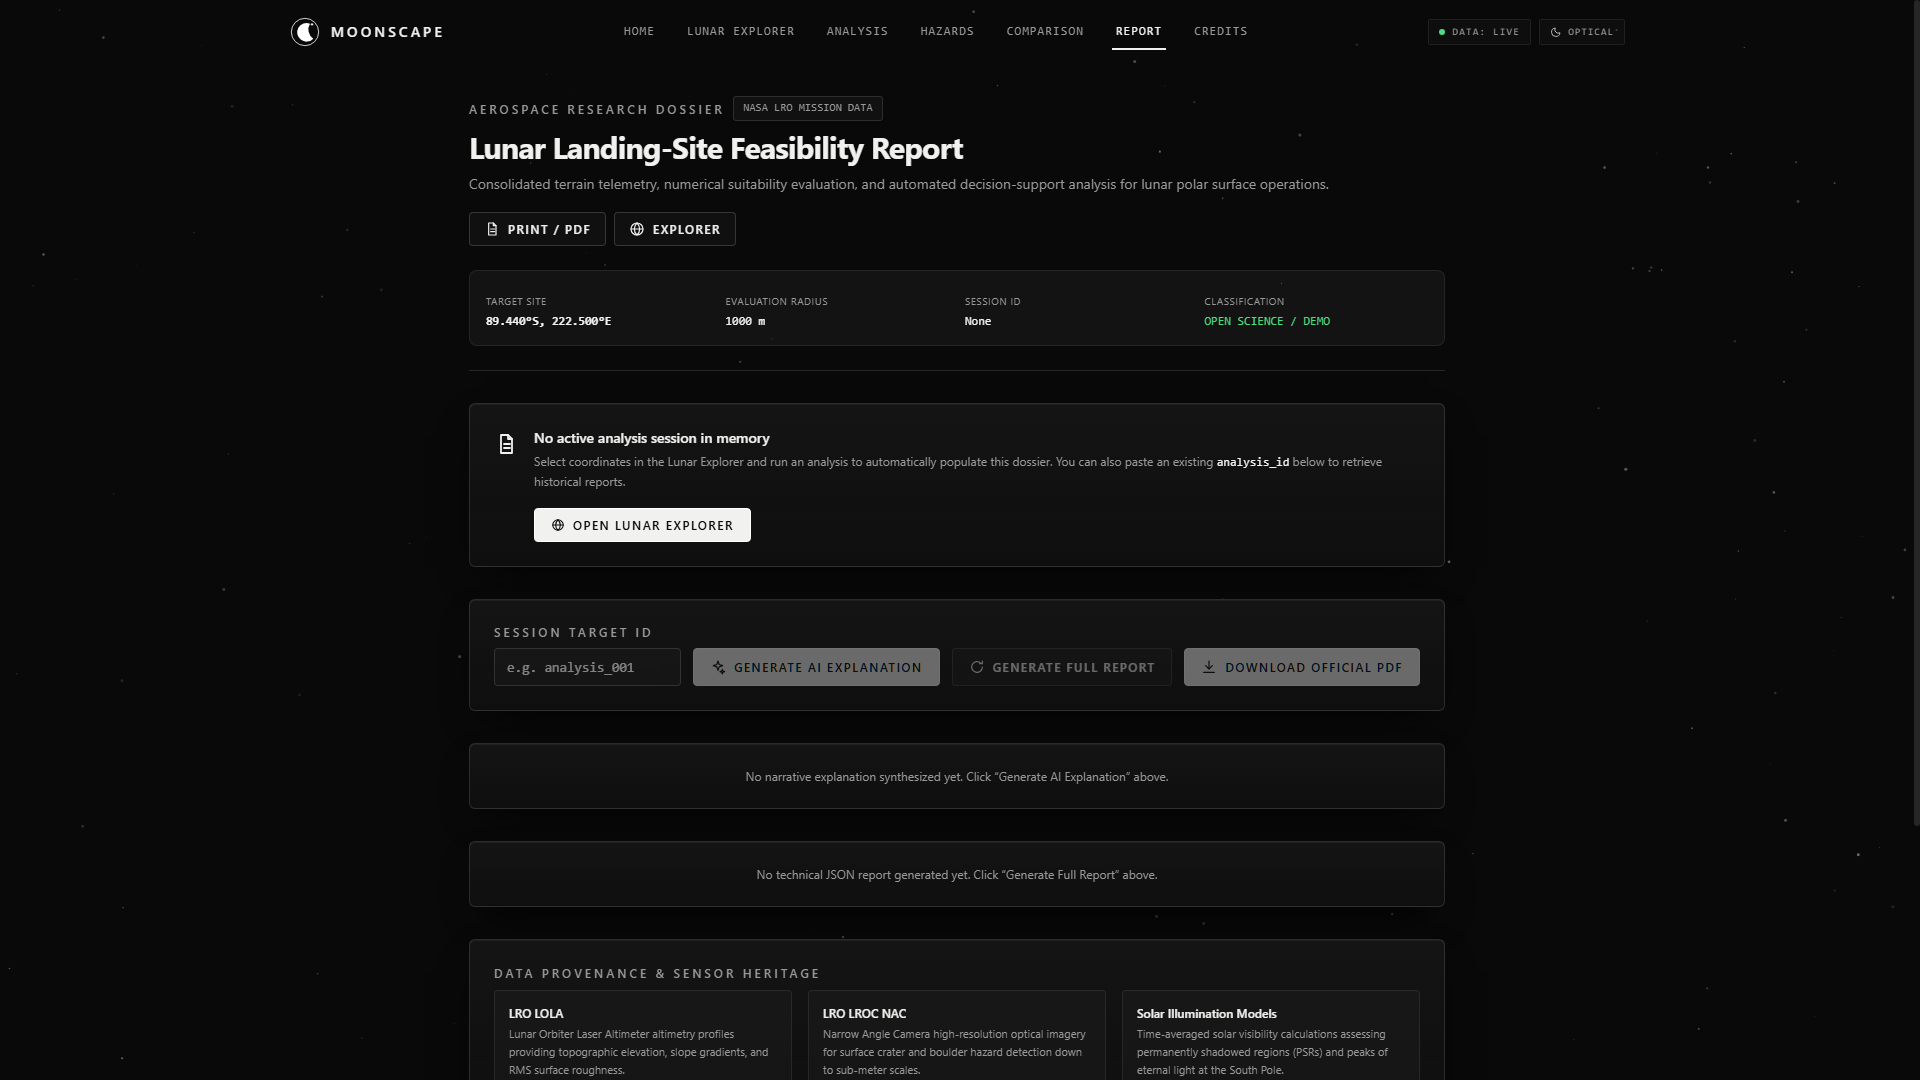 MOONSCAPE
HOME
LUNAR EXPLORER
ANALYSIS
HAZARDS
COMPARISON
REPORT
CREDITS
DATA: LIVE
OPTICAL
AEROSPACE RESEARCH DOSSIER
NASA LRO MISSION DATA
Lunar Landing-Site Feasibility Report
Consolidated terrain telemetry, numerical suitability evaluation, and automated decision-support analysis for lunar polar surface operations.
PRINT / PDF
EXPLORER
TARGET SITE
89.440°S, 222.500°E
EVALUATION RADIUS
1000 m
SESSION ID
None
CLASSIFICATION
OPEN SCIENCE / DEMO
No active analysis session in memory
Select coordinates in the Lunar Explorer and run an analysis to automatically populate this dossier. You can also paste an existing analysis_id below to retrieve
historical reports.
OPEN LUNAR EXPLORER
SESSION TARGET ID
e.g. analysis_001
GENERATE AI EXPLANATION
GENERATE FULL REPORT
DOWNLOAD OFFICIAL PDF
No narrative explanation synthesized yet. Click “Generate AI Explanation” above.
No technical JSON report generated yet. Click “Generate Full Report” above.
DATA PROVENANCE & SENSOR HERITAGE
LRO LOLA
Lunar Orbiter Laser Altimeter altimetry profiles
providing topographic elevation, slope gradients, and
RMS surface roughness.
LRO LROC NAC
Narrow Angle Camera high-resolution optical imagery
for surface crater and boulder hazard detection down
to sub-meter scales.
Solar Illumination Models
Time-averaged solar visibility calculations assessing
permanently shadowed regions (PSRs) and peaks of
eternal light at the South Pole.